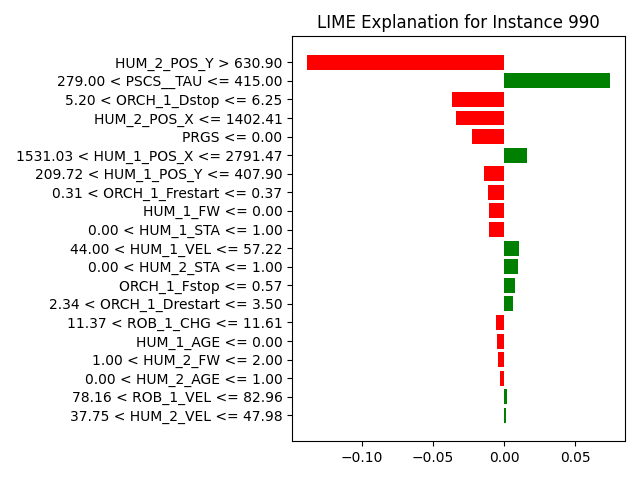 LIME Explanation for Instance 990
HUM_2_POS_Y > 630.90
279.00 < PSCS__TAU <= 415.00
5.20 < ORCH_1_Dstop <= 6.25
HUM_2_POS_X <= 1402.41
PRGS <= 0.00
1531.03 < HUM_1_POS_X <= 2791.47
209.72 < HUM_1_POS_Y <= 407.90
0.31 < ORCH_1_Frestart <= 0.37
HUM_1_FW <= 0.00
0.00 < HUM_1_STA <= 1.00
44.00 < HUM_1_VEL <= 57.22
0.00 < HUM_2_STA <= 1.00
ORCH_1_Fstop <= 0.57
2.34 < ORCH_1_Drestart <= 3.50
11.37 < ROB_1_CHG <= 11.61
HUM_1_AGE <= 0.00
1.00 < HUM_2_FW <= 2.00
0.00 < HUM_2_AGE <= 1.00
78.16 < ROB_1_VEL <= 82.96
37.75 < HUM_2_VEL <= 47.98
−0.10 −0.05 0.00 0.05